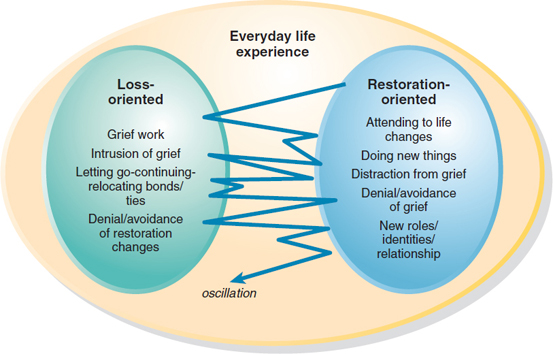 Everyday life
experience
Loss-
oriented
Grief work
Intrusion of grief
Letting go-continuing-
relocating bonds/
ties
Denial/avoidance
of restoration
changes
Restoration-
oriented
Attending to life
changes
Doing new things
Distraction from grief
Denial/avoidance
of grief
New roles/
identities/
relationship
oscillation